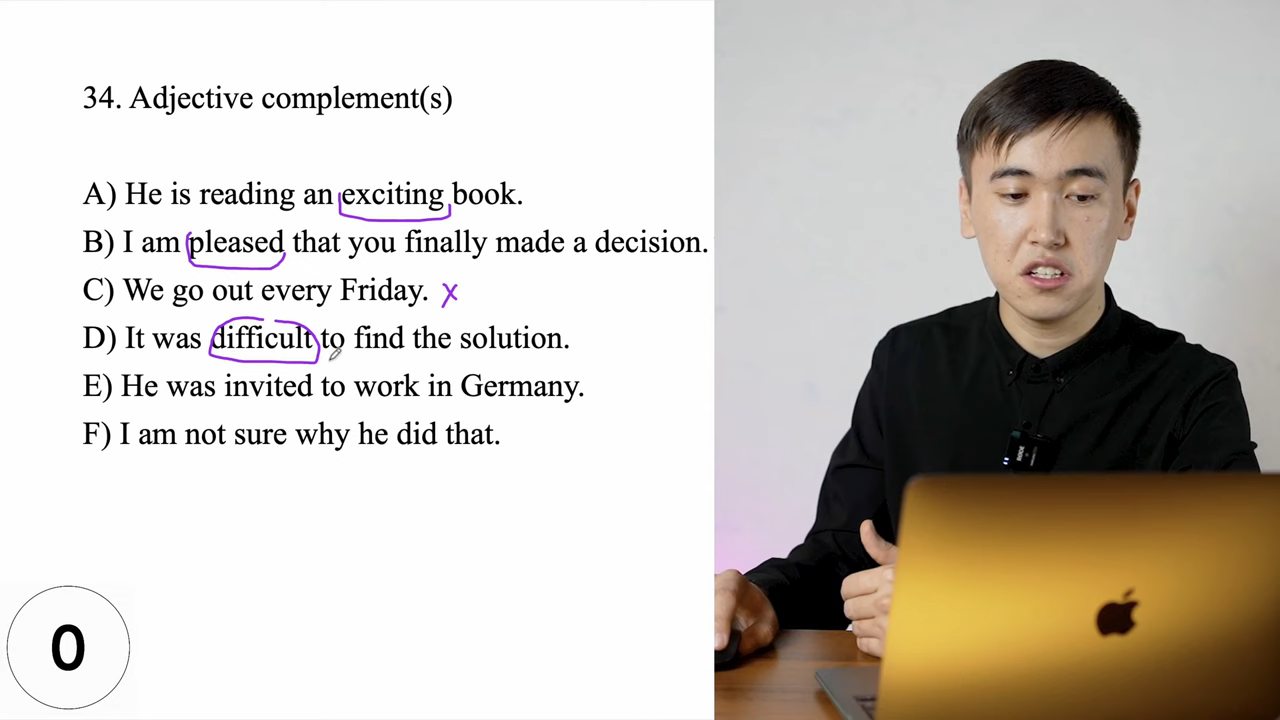 34. Adjective complement(s)
A) He is reading an exciting book.
B) I am pleased that you finally made a decision.
C) We go out every Friday. x
D) It was difficult to find the solution.
E) He was invited to work in Germany.
F) I am not sure why he did that.
0
RODE